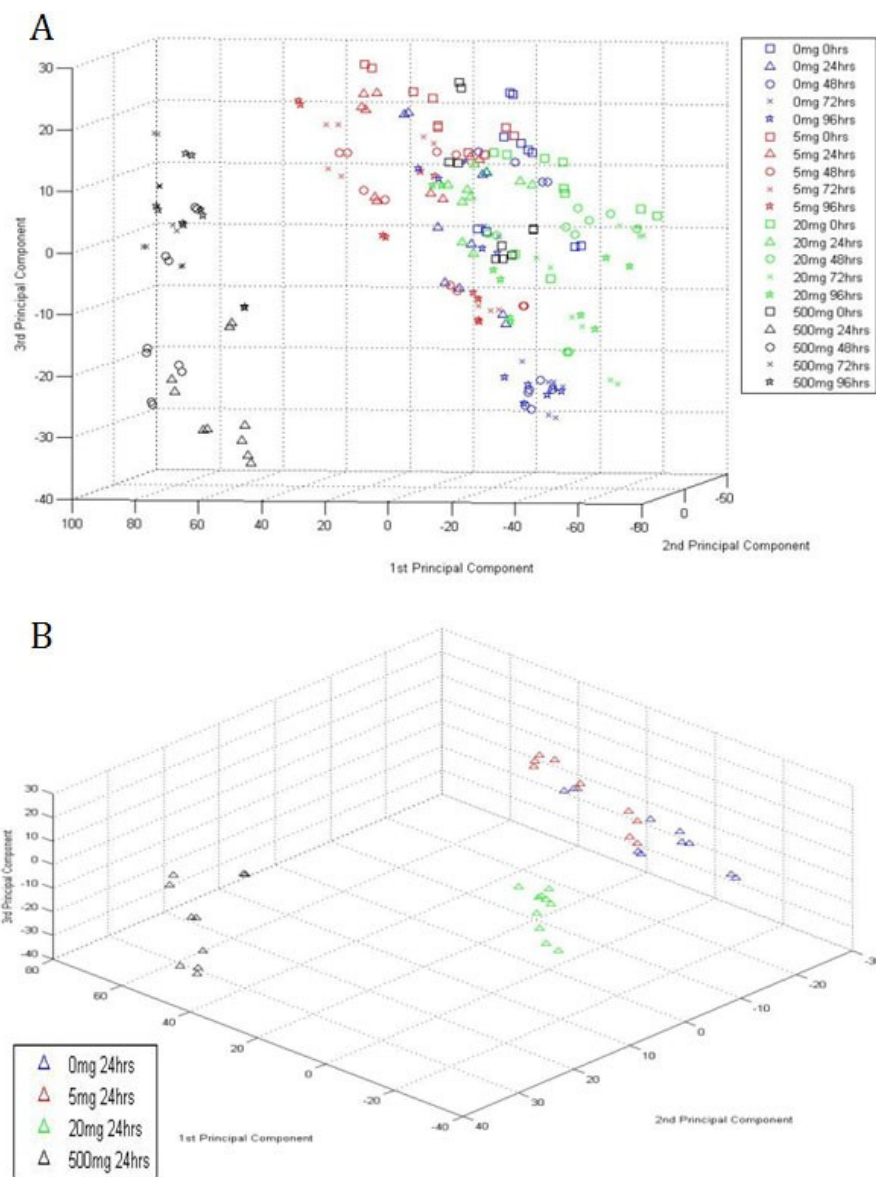 A
30
20
10
0
-10
-20
-30
-40
3rd Principal Component
100
80
60
40
20
0
-20
-40
-60
-80
1st Principal Component
-50
0
2nd Principal Component
0mg 0hrs
0mg 24hrs
0mg 48hrs
0mg 72hrs
0mg 96hrs
5mg 0hrs
5mg 24hrs
5mg 48hrs
5mg 72hrs
5mg 96hrs
20mg 0hrs
20mg 24hrs
20mg 48hrs
20mg 72hrs
20mg 96hrs
500mg 0hrs
500mg 24hrs
500mg 48hrs
500mg 72hrs
500mg 96hrs
B
30
20
10
0
-10
-20
-30
-40
3rd Principal Component
80
60
40
20
0
-20
-40
1st Principal Component
40
30
20
10
0
-10
-20
2nd Principal Component
0mg 24hrs
5mg 24hrs
20mg 24hrs
500mg 24hrs